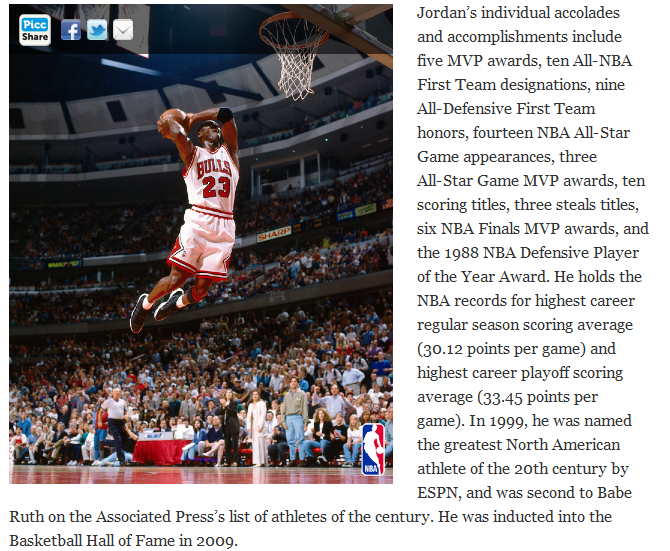 Picc
Share
BULLS
23
SHARP
NBA
Jordan’s individual accolades
and accomplishments include
five MVP awards, ten All-NBA
First Team designations, nine
All-Defensive First Team
honors, fourteen NBA All-Star
Game appearances, three
All-Star Game MVP awards, ten
scoring titles, three steals titles,
six NBA Finals MVP awards, and
the 1988 NBA Defensive Player
of the Year Award. He holds the
NBA records for highest career
regular season scoring average
(30.12 points per game) and
highest career playoff scoring
average (33.45 points per
game). In 1999, he was named
the greatest North American
athlete of the 20th century by
ESPN, and was second to Babe
Ruth on the Associated Press’s list of athletes of the century. He was inducted into the
Basketball Hall of Fame in 2009.